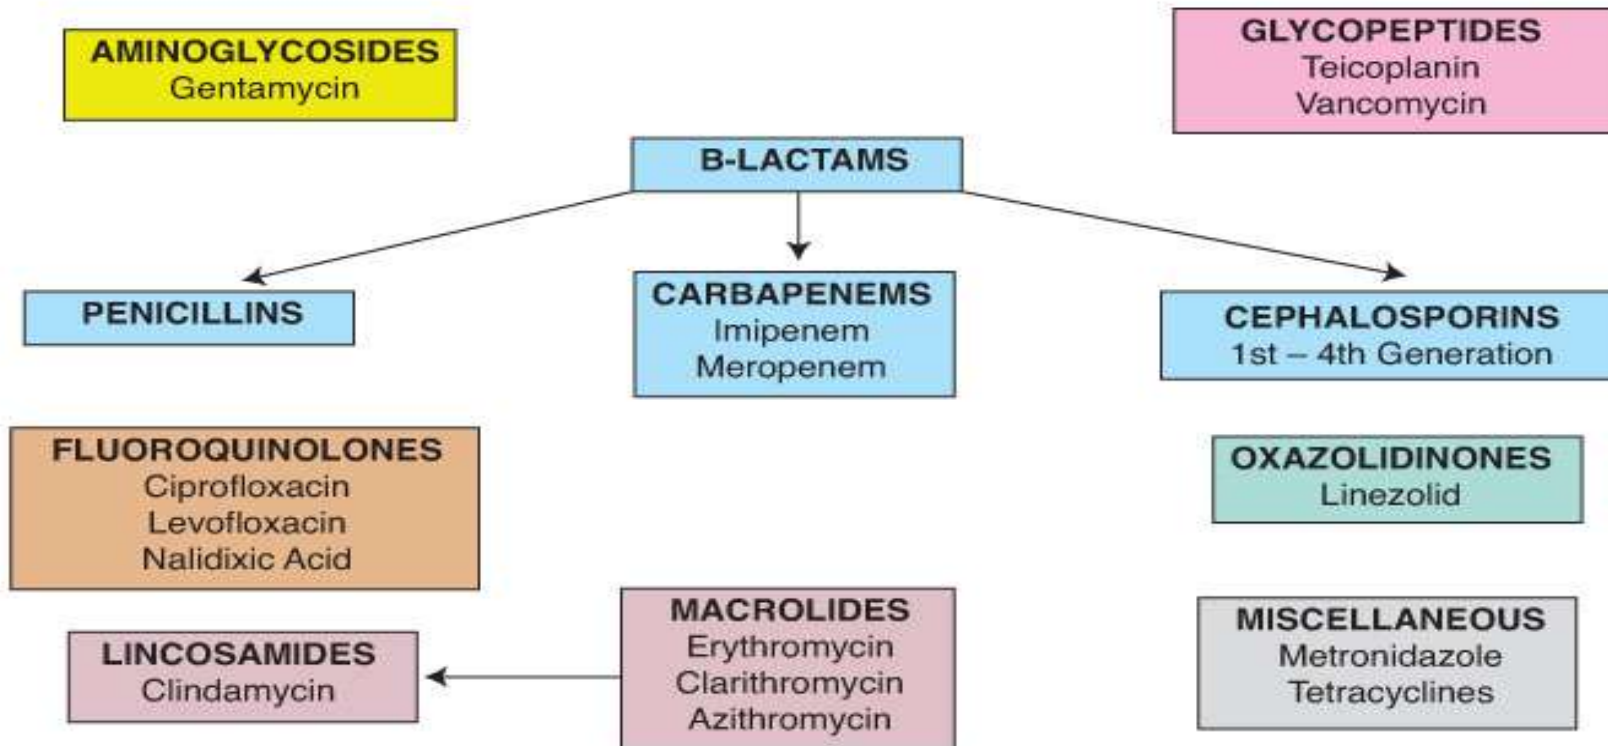 AMINOGLYCOSIDES
Gentamycin
GLYCOPEPTIDES
Teicoplanin
Vancomycin
B-LACTAMS
PENICILLINS
CARBAPENEMS
Imipenem
Meropenem
CEPHALOSPORINS
1st – 4th Generation
FLUOROQUINOLONES
Ciprofloxacin
Levofloxacin
Nalidixic Acid
OXAZOLIDINONES
Linezolid
LINCOSAMIDES
Clindamycin
MACROLIDES
Erythromycin
Clarithromycin
Azithromycin
MISCELLANEOUS
Metronidazole
Tetracyclines